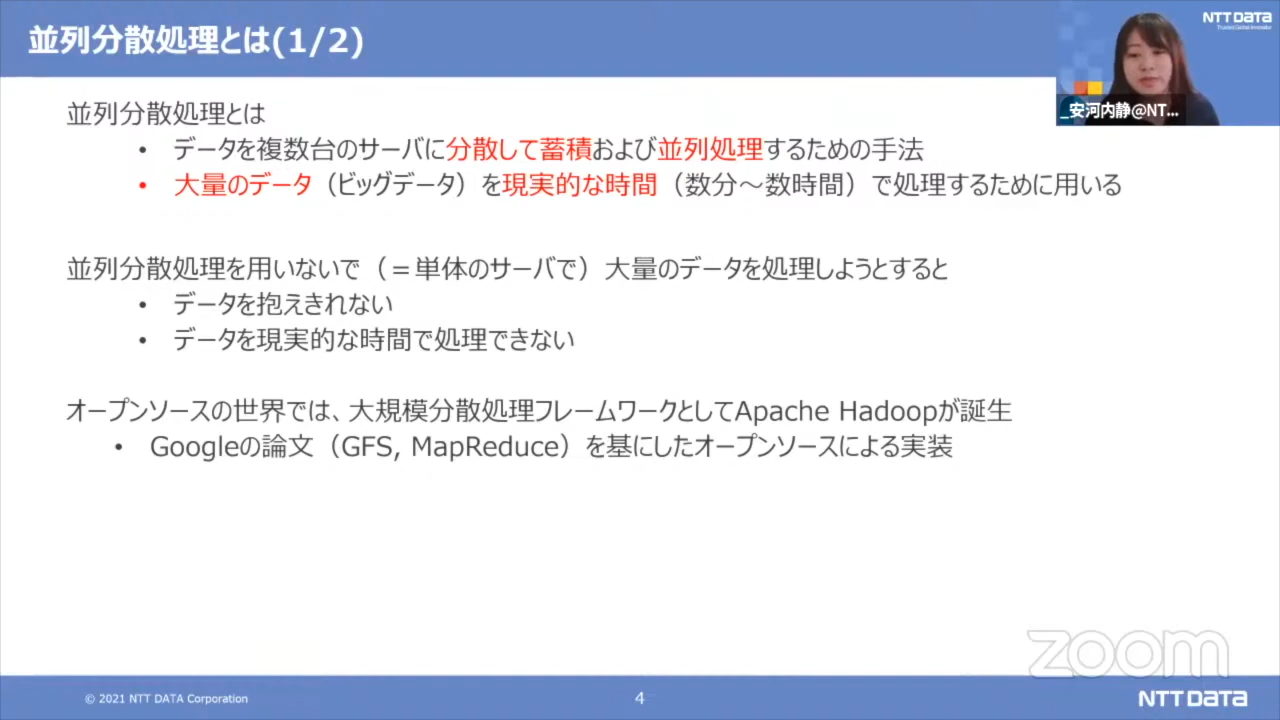 並列分散処理とは(1/2)
NTT DATA
Trusted Global Innovator
_安河内静@NT...
並列分散処理とは
• データを複数台のサーバに分散して蓄積および並列処理するための手法
• 大量のデータ（ビッグデータ）を現実的な時間（数分～数時間）で処理するために用いる
並列分散処理を用いないで（＝単体のサーバで）大量のデータを処理しようとすると
• データを抱えきれない
• データを現実的な時間で処理できない
オープンソースの世界では、大規模分散処理フレームワークとしてApache Hadoopが誕生
• Googleの論文（GFS, MapReduce）を基にしたオープンソースによる実装
zoom
© 2021 NTT DATA Corporation
4
NTT DATA